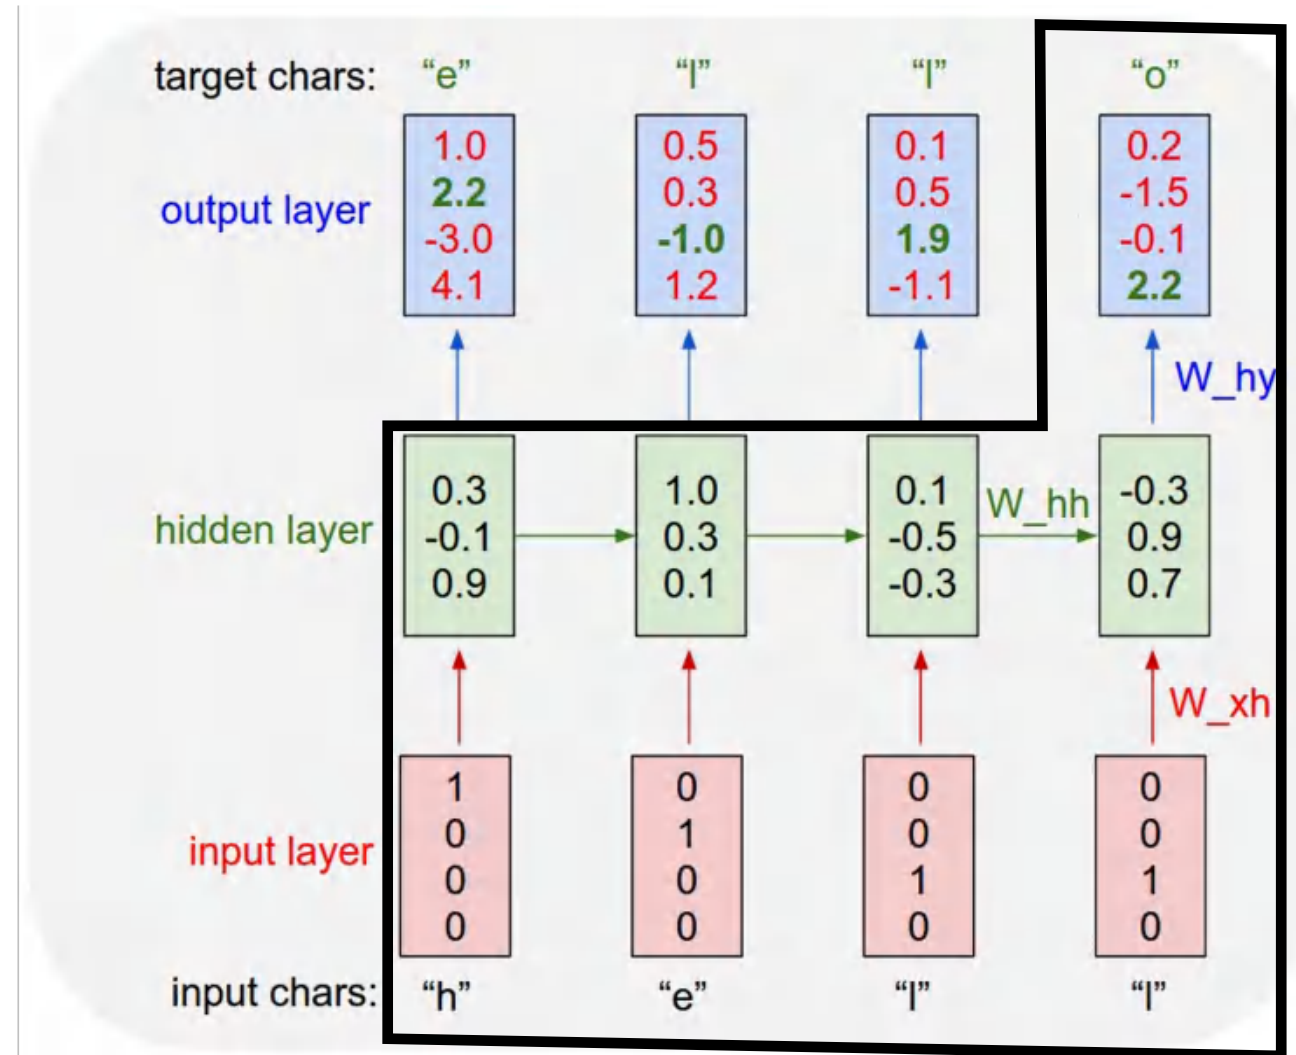 target chars: “e” “l” “l” “o”
output layer
1.0 0.5 0.1 0.2
2.2 0.3 0.5 -1.5
-3.0 -1.0 1.9 -0.1
4.1 1.2 -1.1 2.2
W_hy
hidden layer
0.3 1.0 0.1 -0.3
W_hh
-0.1 0.3 -0.5 0.9
0.9 0.1 -0.3 0.7
W_xh
input layer
1 0 0 0
0 1 0 0
0 0 1 1
0 0 0 0
input chars: “h” “e” “l” “l”